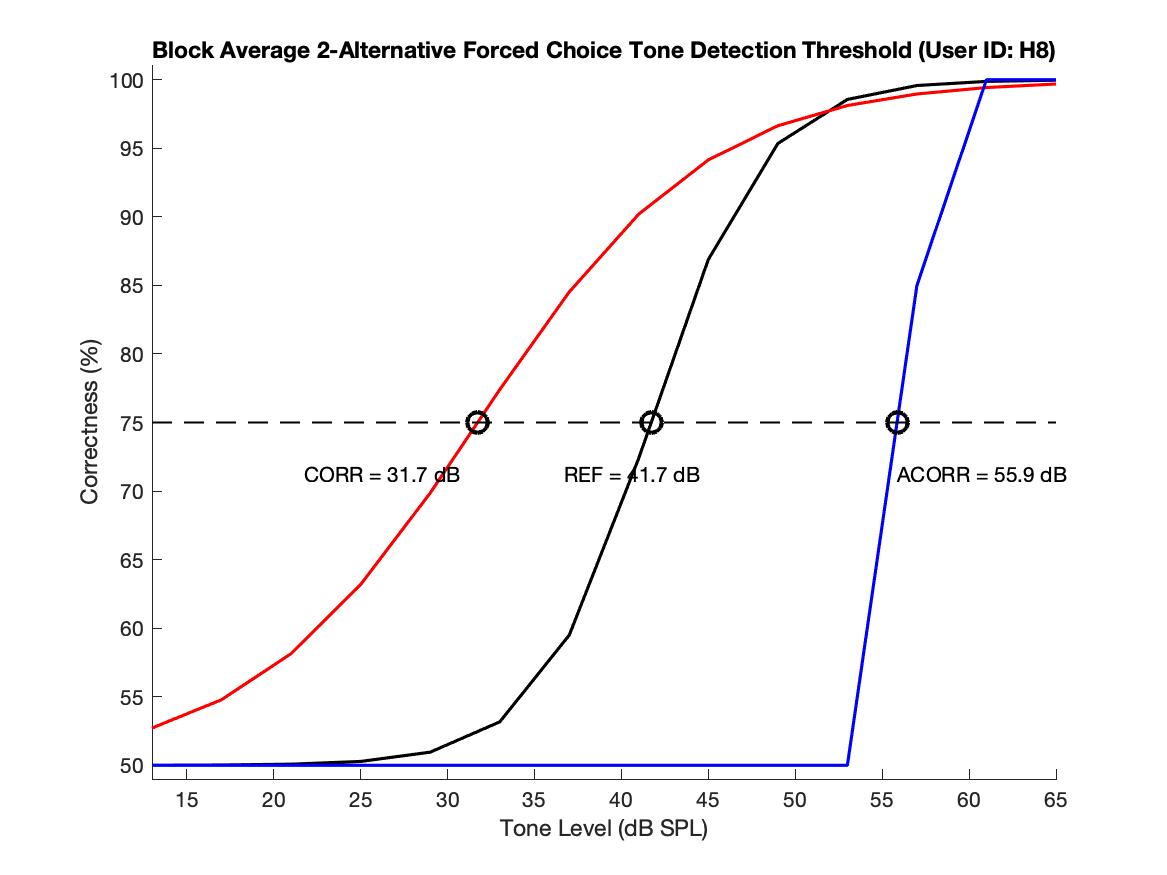 Block Average 2-Alternative Forced Choice Tone Detection Threshold (User ID: H8)
100
95
90
85
80
75
70
65
60
55
50
Correctness (%)
CORR = 31.7 dB
REF = 41.7 dB
ACORR = 55.9 dB
15 20 25 30 35 40 45 50 55 60 65
Tone Level (dB SPL)